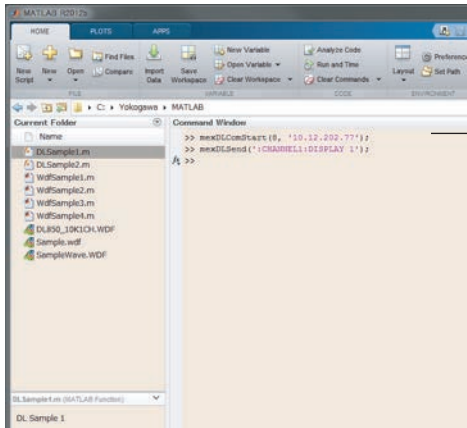 MATLAB R2012b
HOME PLOTS APPS
New Script New Open Find Files Compare Import Data Save Workspace New Variable Open Variable Clear Workspace Analyze Code Run and Time Clear Commands Layout Preference Set Path
FILE VARIABLE CODE ENVIRONMENT
C: Yokogawa MATLAB
Current Folder Command Window
Name
DLSample1.m
DLSample2.m
WdfSample1.m
WdfSample2.m
WdfSample3.m
WdfSample4.m
DL850_10K1CH.WDF
Sample.wdf
SampleWave.WDF
>> mexDLComStart(8, '10.12.202.77');
>> mexDLSend(':CHANNEL1:DISPLAY 1');
fx >>
DLSample1.m (MATLAB Function)
DL Sample 1